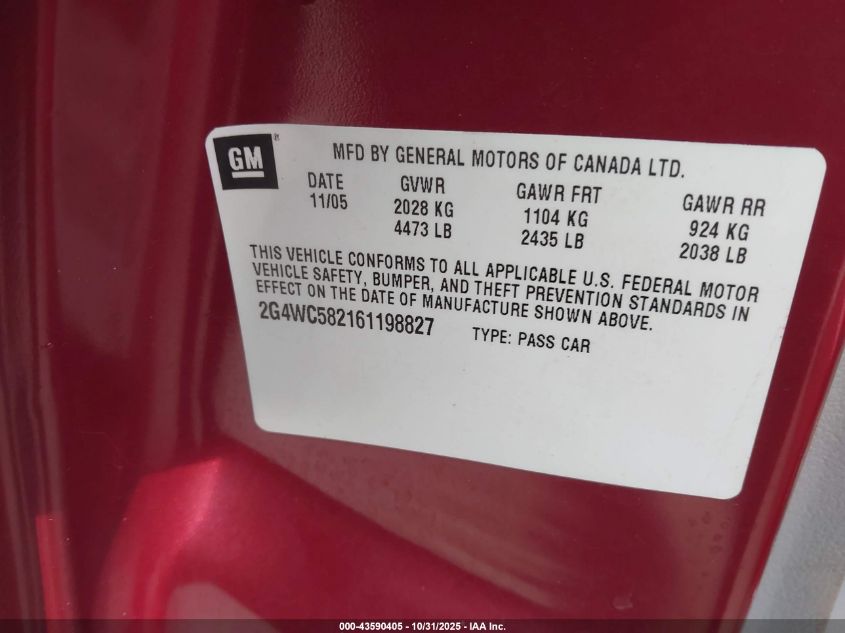 GM
MFD BY GENERAL MOTORS OF CANADA LTD.
DATE GVWR GAWR FRT GAWR RR
11/05 2028 KG 1104 KG 924 KG
4473 LB 2435 LB 2038 LB
THIS VEHICLE CONFORMS TO ALL APPLICABLE U.S. FEDERAL MOTOR
VEHICLE SAFETY, BUMPER, AND THEFT PREVENTION STANDARDS IN
EFFECT ON THE DATE OF MANUFACTURE SHOWN ABOVE.
2G4WC582161198827 TYPE: PASS CAR
000-43590405 - 10/31/2025 - IAA Inc.